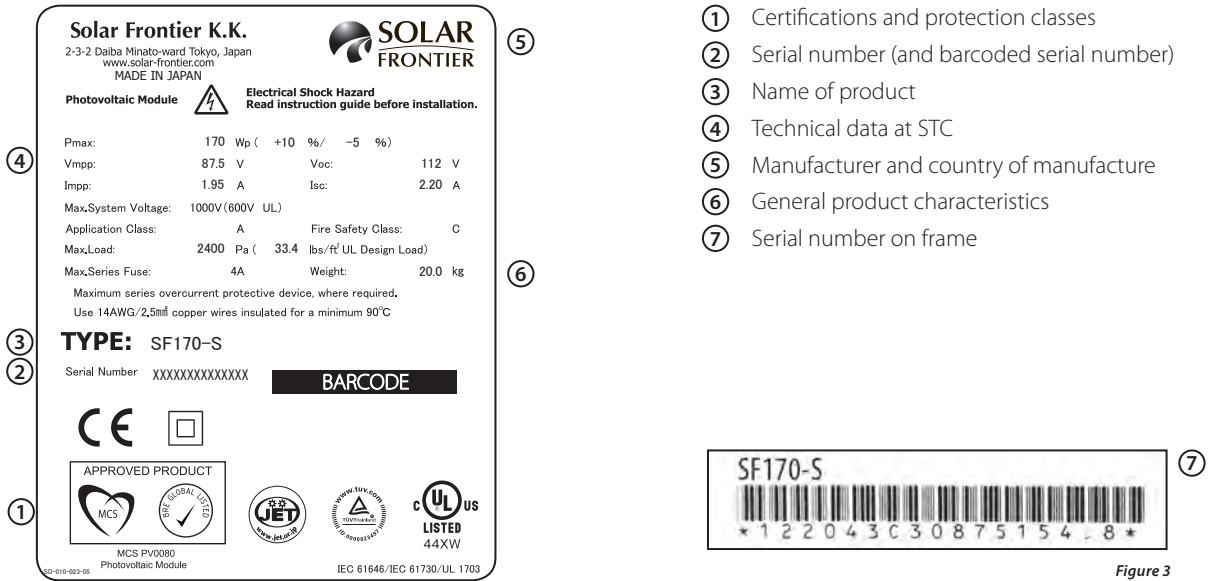 Solar Frontier K.K.
2-3-2 Daiba Minato-ward Tokyo, Japan
www.solar-frontier.com
MADE IN JAPAN
SOLAR
FRONTIER
⑤
Photovoltaic Module
Electrical Shock Hazard
Read instruction guide before installation.
④
Pmax: 170 Wp ( +10 %/ -5 %)
Vmpp: 87.5 V Voc: 112 V
Impp: 1.95 A Isc: 2.20 A
Max.System Voltage: 1000V(600V UL)
Application Class: A Fire Safety Class: C
Max.Load: 2400 Pa ( 33.4 lbs/ft² UL Design Load)
Max.Series Fuse: 4A Weight: 20.0 kg
⑥
Maximum series overcurrent protective device, where required.
Use 14AWG/2.5㎟ copper wires insulated for a minimum 90℃
③
TYPE: SF170-S
②
Serial Number XXXXXXXXXXXXXX
BARCODE
CE
①
APPROVED PRODUCT
MCS
BRE GLOBAL LISTED
MCS PV0080
Photovoltaic Module
JET
www.jet.or.jp
www.tuv.com
TÜVRheinland
C UL US
LISTED
44XW
SD-010-023-05
IEC 61646/IEC 61730/UL 1703
① Certifications and protection classes
② Serial number (and barcoded serial number)
③ Name of product
④ Technical data at STC
⑤ Manufacturer and country of manufacture
⑥ General product characteristics
⑦ Serial number on frame
SF170-S
*122043C30875154-8*
⑦
Figure 3